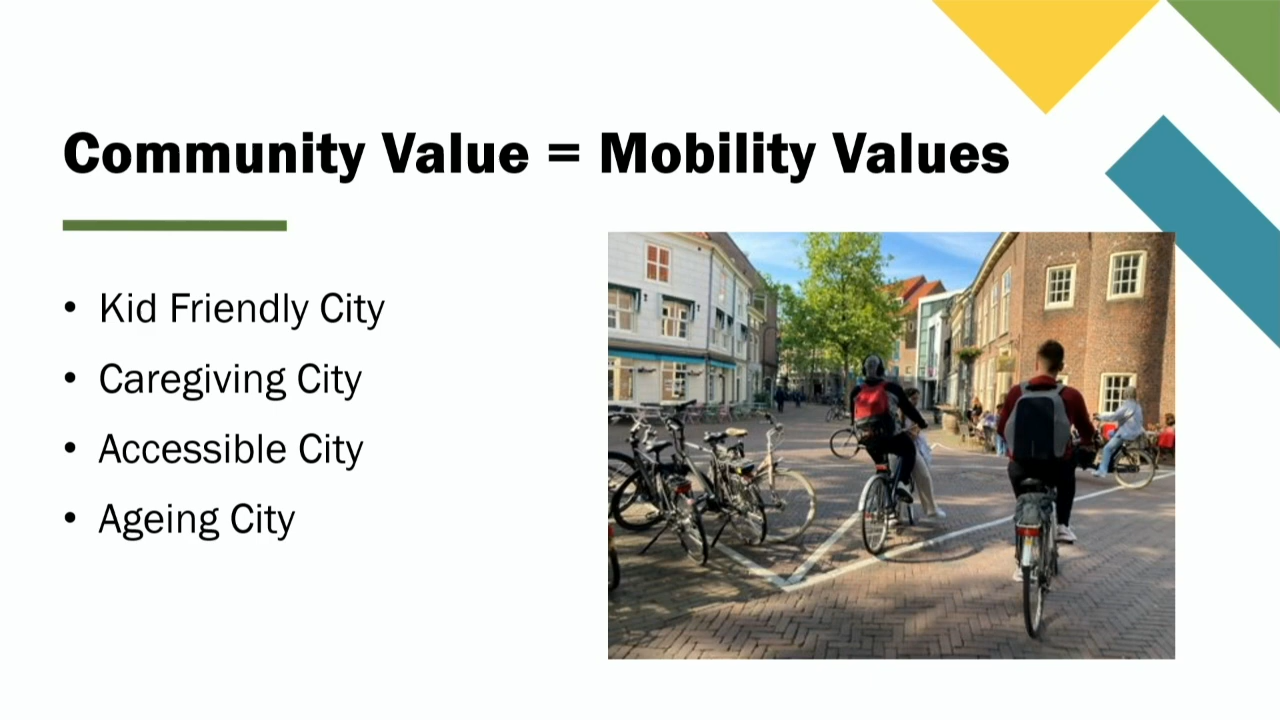 Community Value = Mobility Values
• Kid Friendly City
• Caregiving City
• Accessible City
• Ageing City